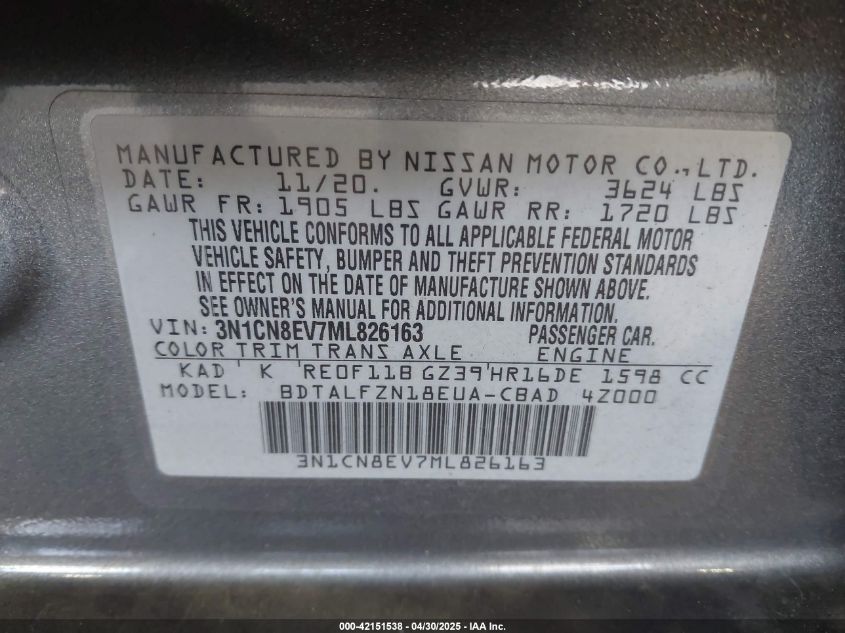 MANUFACTURED BY NISSAN MOTOR CO., LTD.
DATE: 11/20. GVWR: 3624 LBS
GAWR FR: 1905 LBS GAWR RR: 1720 LBS
THIS VEHICLE CONFORMS TO ALL APPLICABLE FEDERAL MOTOR
VEHICLE SAFETY, BUMPER AND THEFT PREVENTION STANDARDS
IN EFFECT ON THE DATE OF MANUFACTURE SHOWN ABOVE.
SEE OWNER'S MANUAL FOR ADDITIONAL INFORMATION.
VIN: 3N1CN8EV7ML826163 PASSENGER CAR.
COLOR TRIM TRANS AXLE ENGINE
KAD K RE0F11B GZ39 HR16DE 1598 CC
MODEL: BDTALFZN18EUA-CBAD 4Z000
3N1CN8EV7ML826163
000-42151538 - 04/30/2025 - IAA Inc.